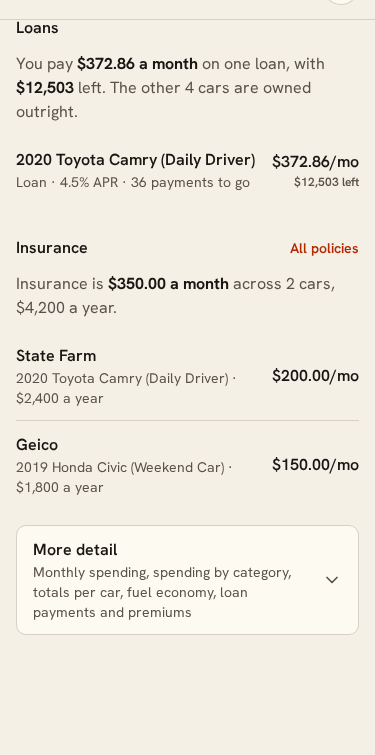 Loans
You pay $372.86 a month on one loan, with
$12,503 left. The other 4 cars are owned
outright.
2020 Toyota Camry (Daily Driver) $372.86/mo
Loan · 4.5% APR · 36 payments to go $12,503 left
Insurance All policies
Insurance is $350.00 a month across 2 cars,
$4,200 a year.
State Farm
2020 Toyota Camry (Daily Driver) · $200.00/mo
$2,400 a year
Geico
2019 Honda Civic (Weekend Car) · $150.00/mo
$1,800 a year
More detail
Monthly spending, spending by category,
totals per car, fuel economy, loan
payments and premiums